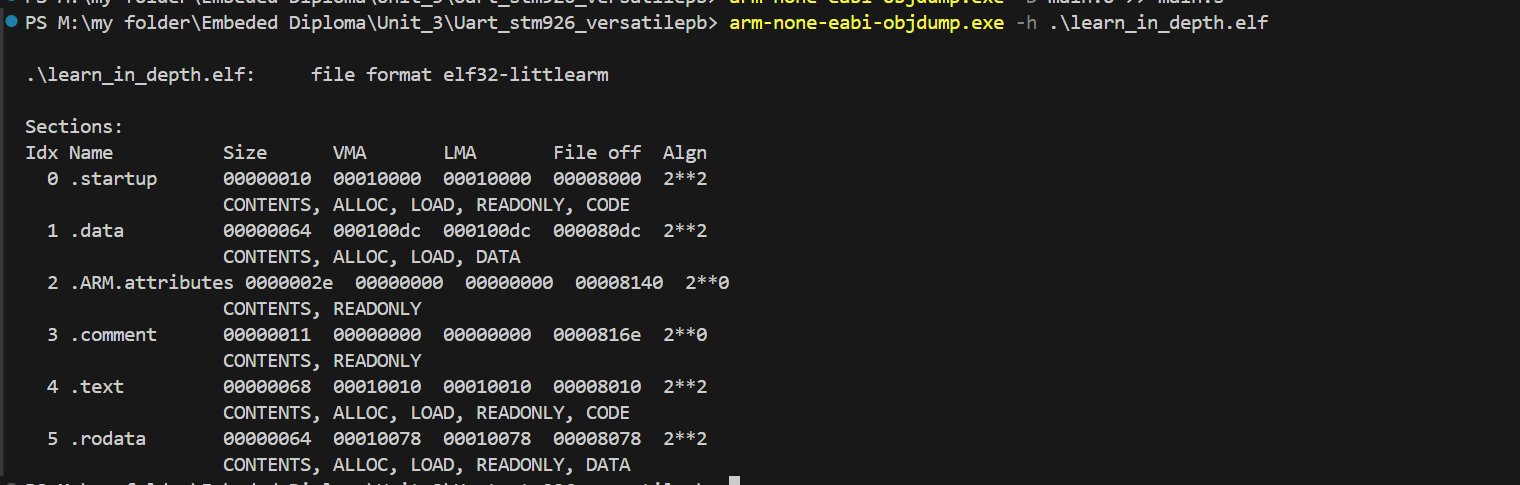 PS M:\my folder\Embeded Diploma\Unit_3\Uart_stm926_versatilepb> arm-none-eabi-objdump.exe -h .\learn_in_depth.elf
.\learn_in_depth.elf:     file format elf32-littlearm
Sections:
Idx Name          Size      VMA       LMA       File off  Algn
  0 .startup      00000010  00010000  00010000  00008000  2**2
                  CONTENTS, ALLOC, LOAD, READONLY, CODE
  1 .data         00000064  000100dc  000100dc  000080dc  2**2
                  CONTENTS, ALLOC, LOAD, DATA
  2 .ARM.attributes 0000002e  00000000  00000000  00008140  2**0
                  CONTENTS, READONLY
  3 .comment      00000011  00000000  00000000  0000816e  2**0
                  CONTENTS, READONLY
  4 .text         00000068  00010010  00010010  00008010  2**2
                  CONTENTS, ALLOC, LOAD, READONLY, CODE
  5 .rodata       00000064  00010078  00010078  00008078  2**2
                  CONTENTS, ALLOC, LOAD, READONLY, DATA